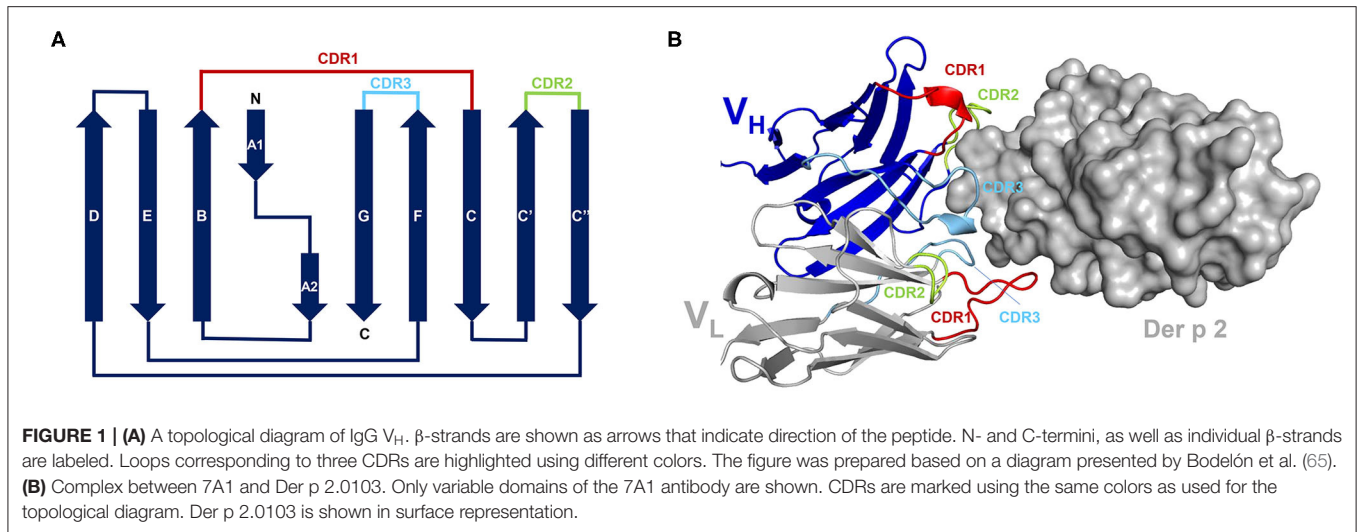 A
CDR1
CDR3
CDR2
N
A1
D
E
B
G
F
C
C'
C"
A2
C
B
CDR1
CDR2
VH
CDR3
CDR2
CDR1
CDR3
VL
Der p 2
FIGURE 1 | (A) A topological diagram of IgG VH. β-strands are shown as arrows that indicate direction of the peptide. N- and C-termini, as well as individual β-strands
are labeled. Loops corresponding to three CDRs are highlighted using different colors. The figure was prepared based on a diagram presented by Bodelón et al. (65).
(B) Complex between 7A1 and Der p 2.0103. Only variable domains of the 7A1 antibody are shown. CDRs are marked using the same colors as used for the
topological diagram. Der p 2.0103 is shown in surface representation.